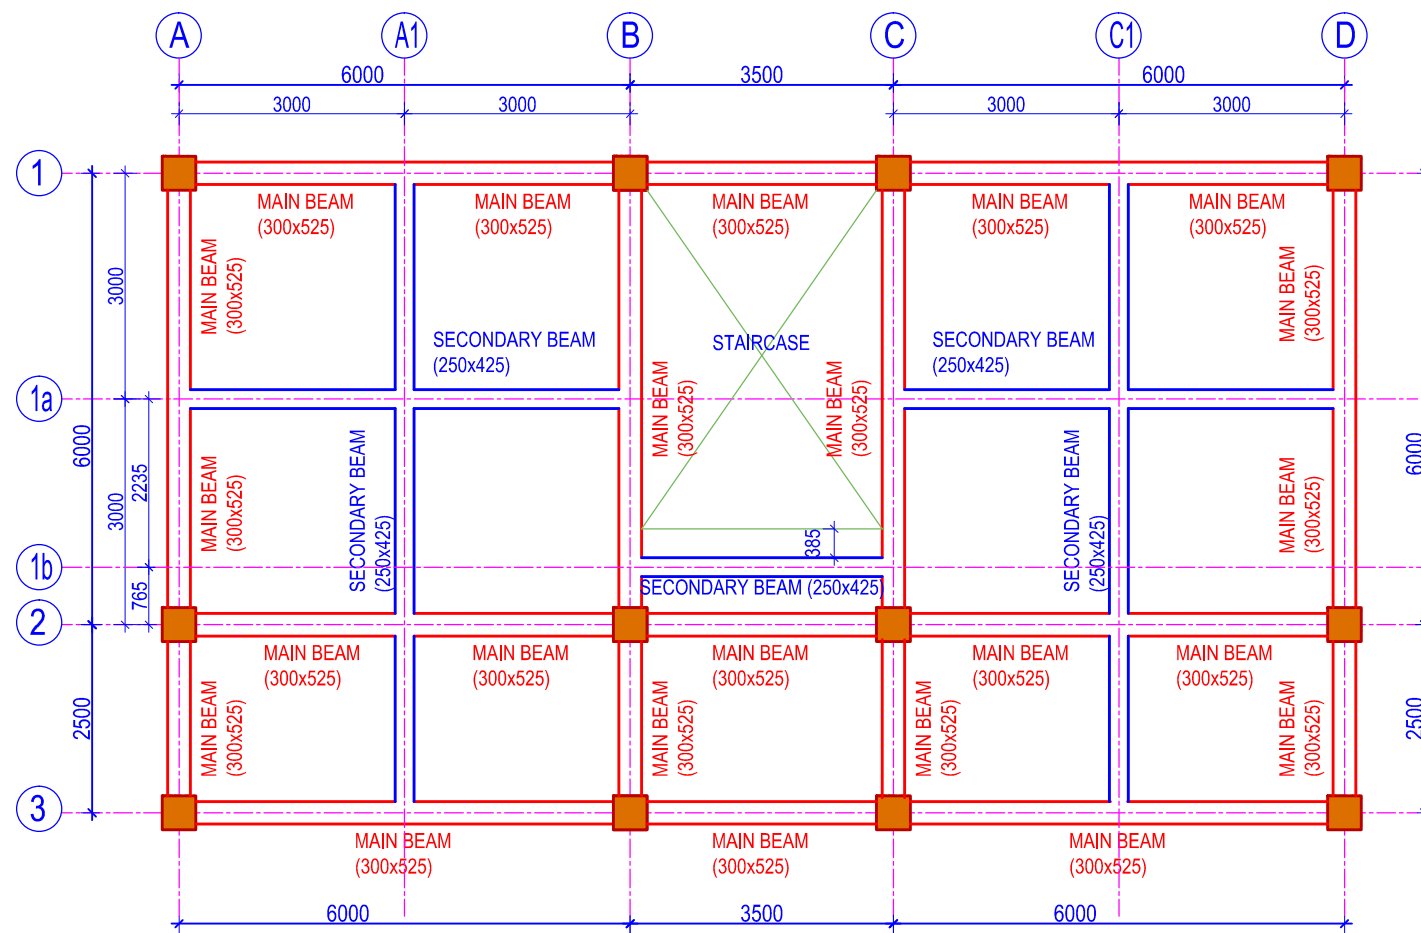 A
A1
B
C
C1
D
6000
3500
6000
3000
3000
3000
3000
1
MAIN BEAM
(300x525)
MAIN BEAM
(300x525)
MAIN BEAM
(300x525)
MAIN BEAM
(300x525)
MAIN BEAM
(300x525)
MAIN BEAM
(300x525)
MAIN BEAM
(300x525)
3000
SECONDARY BEAM
(250x425)
STAIRCASE
SECONDARY BEAM
(250x425)
1a
MAIN BEAM
(300x525)
MAIN BEAM
(300x525)
6000
6000
2235
3000
MAIN BEAM
(300x525)
SECONDARY BEAM
(250x425)
SECONDARY BEAM
(250x425)
MAIN BEAM
(300x525)
385
1b
765
SECONDARY BEAM (250x425)
2
MAIN BEAM
(300x525)
MAIN BEAM
(300x525)
MAIN BEAM
(300x525)
MAIN BEAM
(300x525)
MAIN BEAM
(300x525)
2500
MAIN BEAM
(300x525)
MAIN BEAM
(300x525)
MAIN BEAM
(300x525)
MAIN BEAM
(300x525)
2500
3
MAIN BEAM
(300x525)
MAIN BEAM
(300x525)
MAIN BEAM
(300x525)
6000
3500
6000